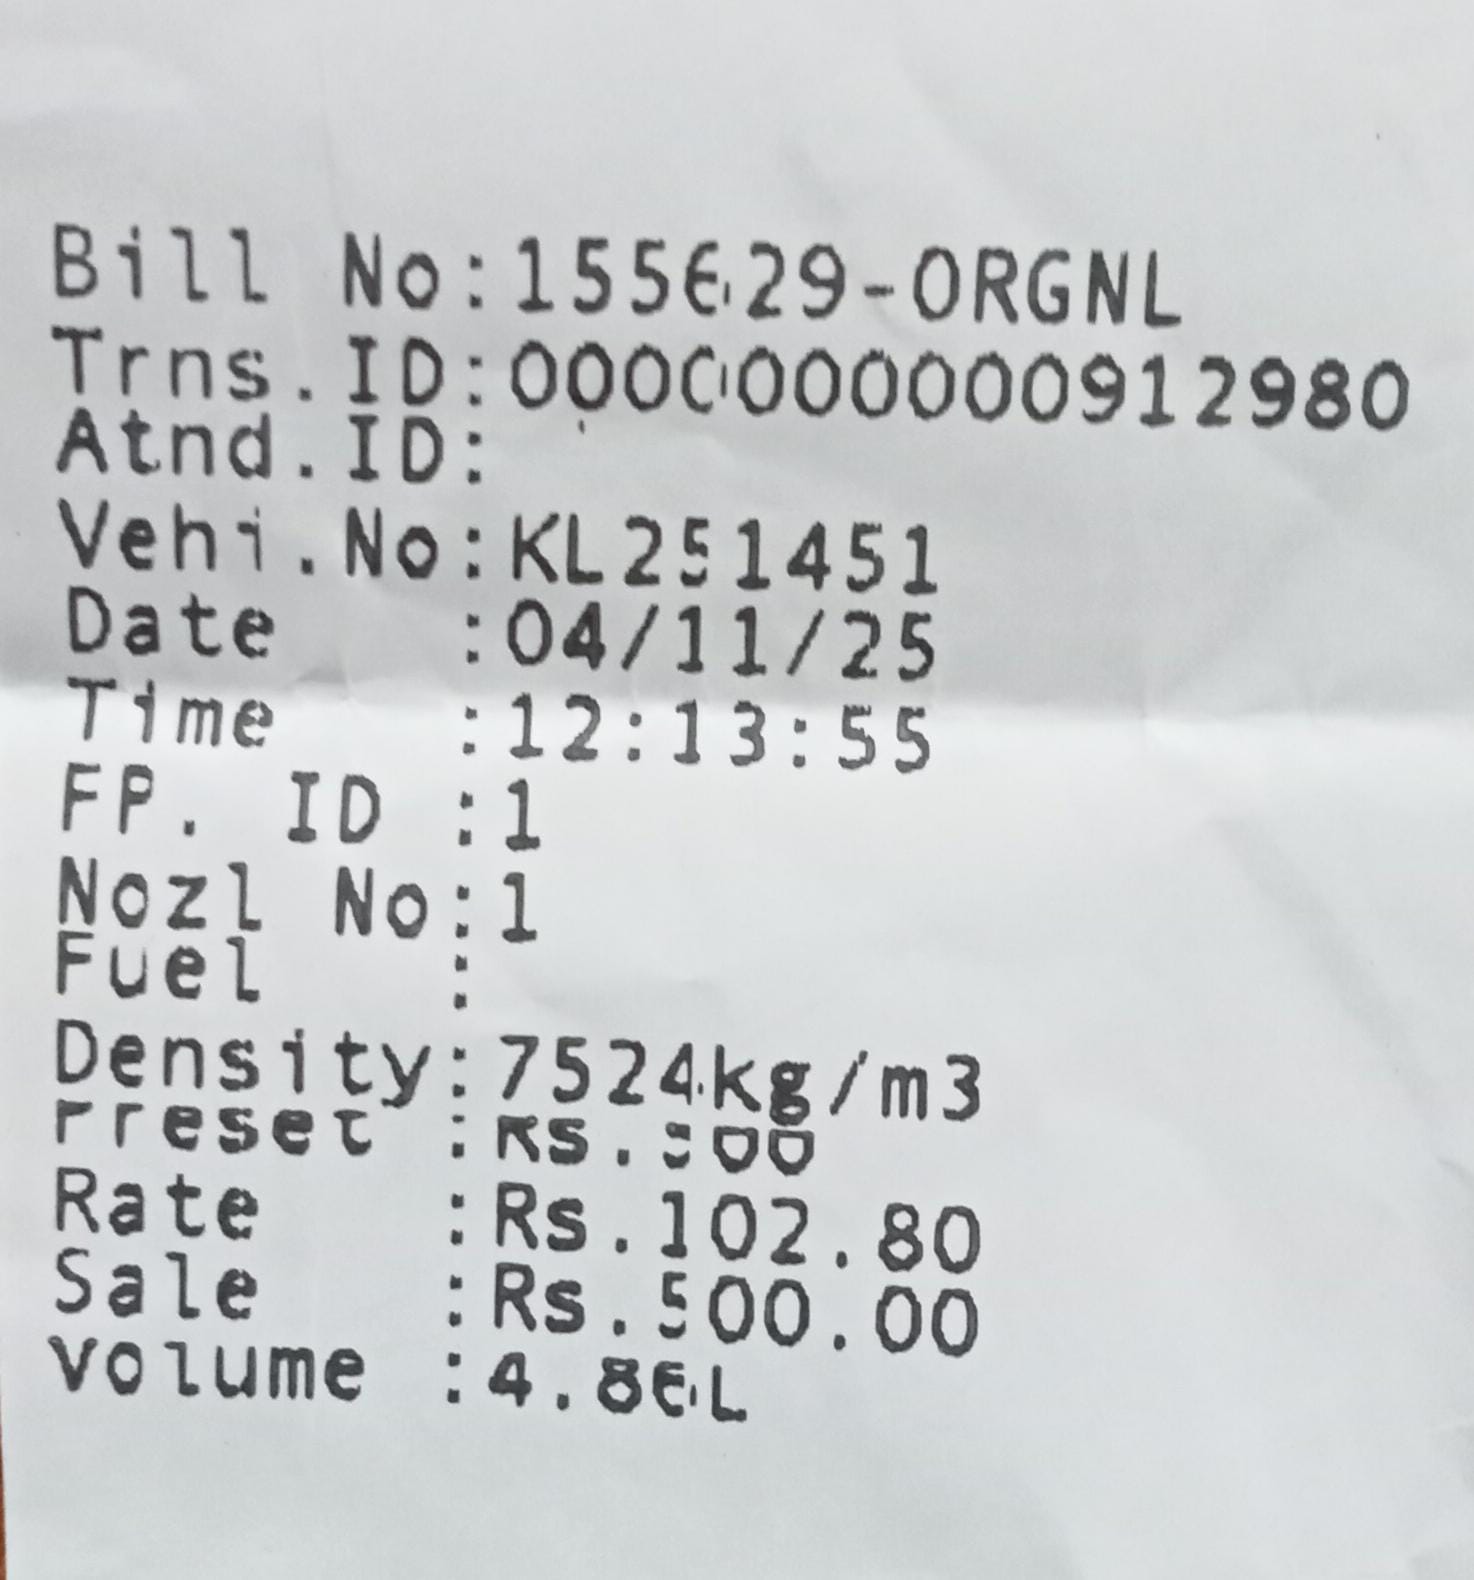 Bill No:155629-ORGNL
Trns.ID:0000000000912980
Atnd.ID:
Vehi.No:KL251451
Date :04/11/25
Time :12:13:55
FP. ID :1
Nozl No:1
Fuel :
Density:7524kg/m3
Preset :Rs.500
Rate :Rs.102.80
Sale :Rs.500.00
Volume :4.86L